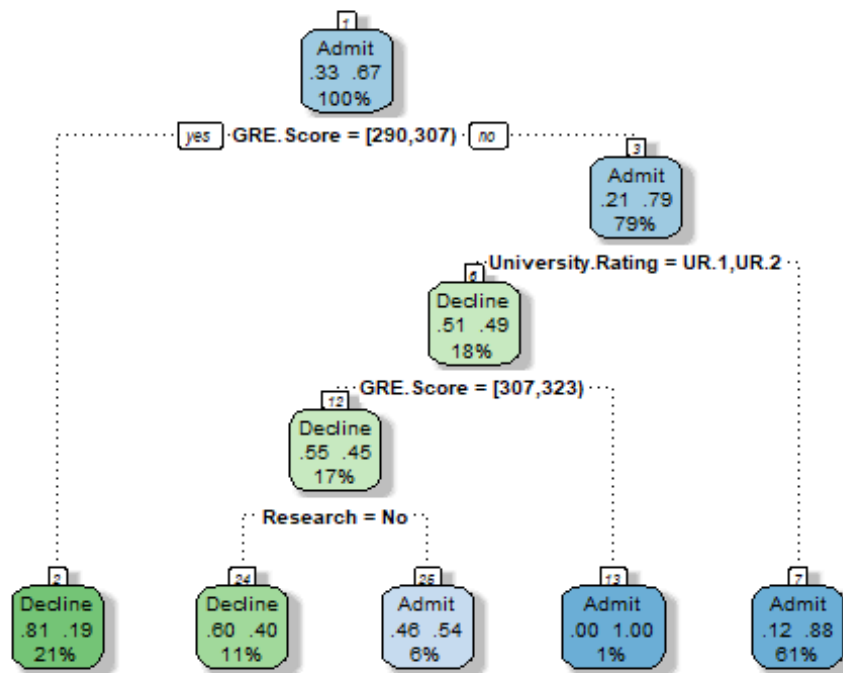 1
Admit
.33 .67
100%
yes GRE.Score = [290,307) no
3
Admit
.21 .79
79%
University.Rating = UR.1,UR.2
6
Decline
.51 .49
18%
GRE.Score = [307,323)
12
Decline
.55 .45
17%
Research = No
2
Decline
.81 .19
21%
24
Decline
.60 .40
11%
25
Admit
.46 .54
6%
13
Admit
.00 1.00
1%
7
Admit
.12 .88
61%